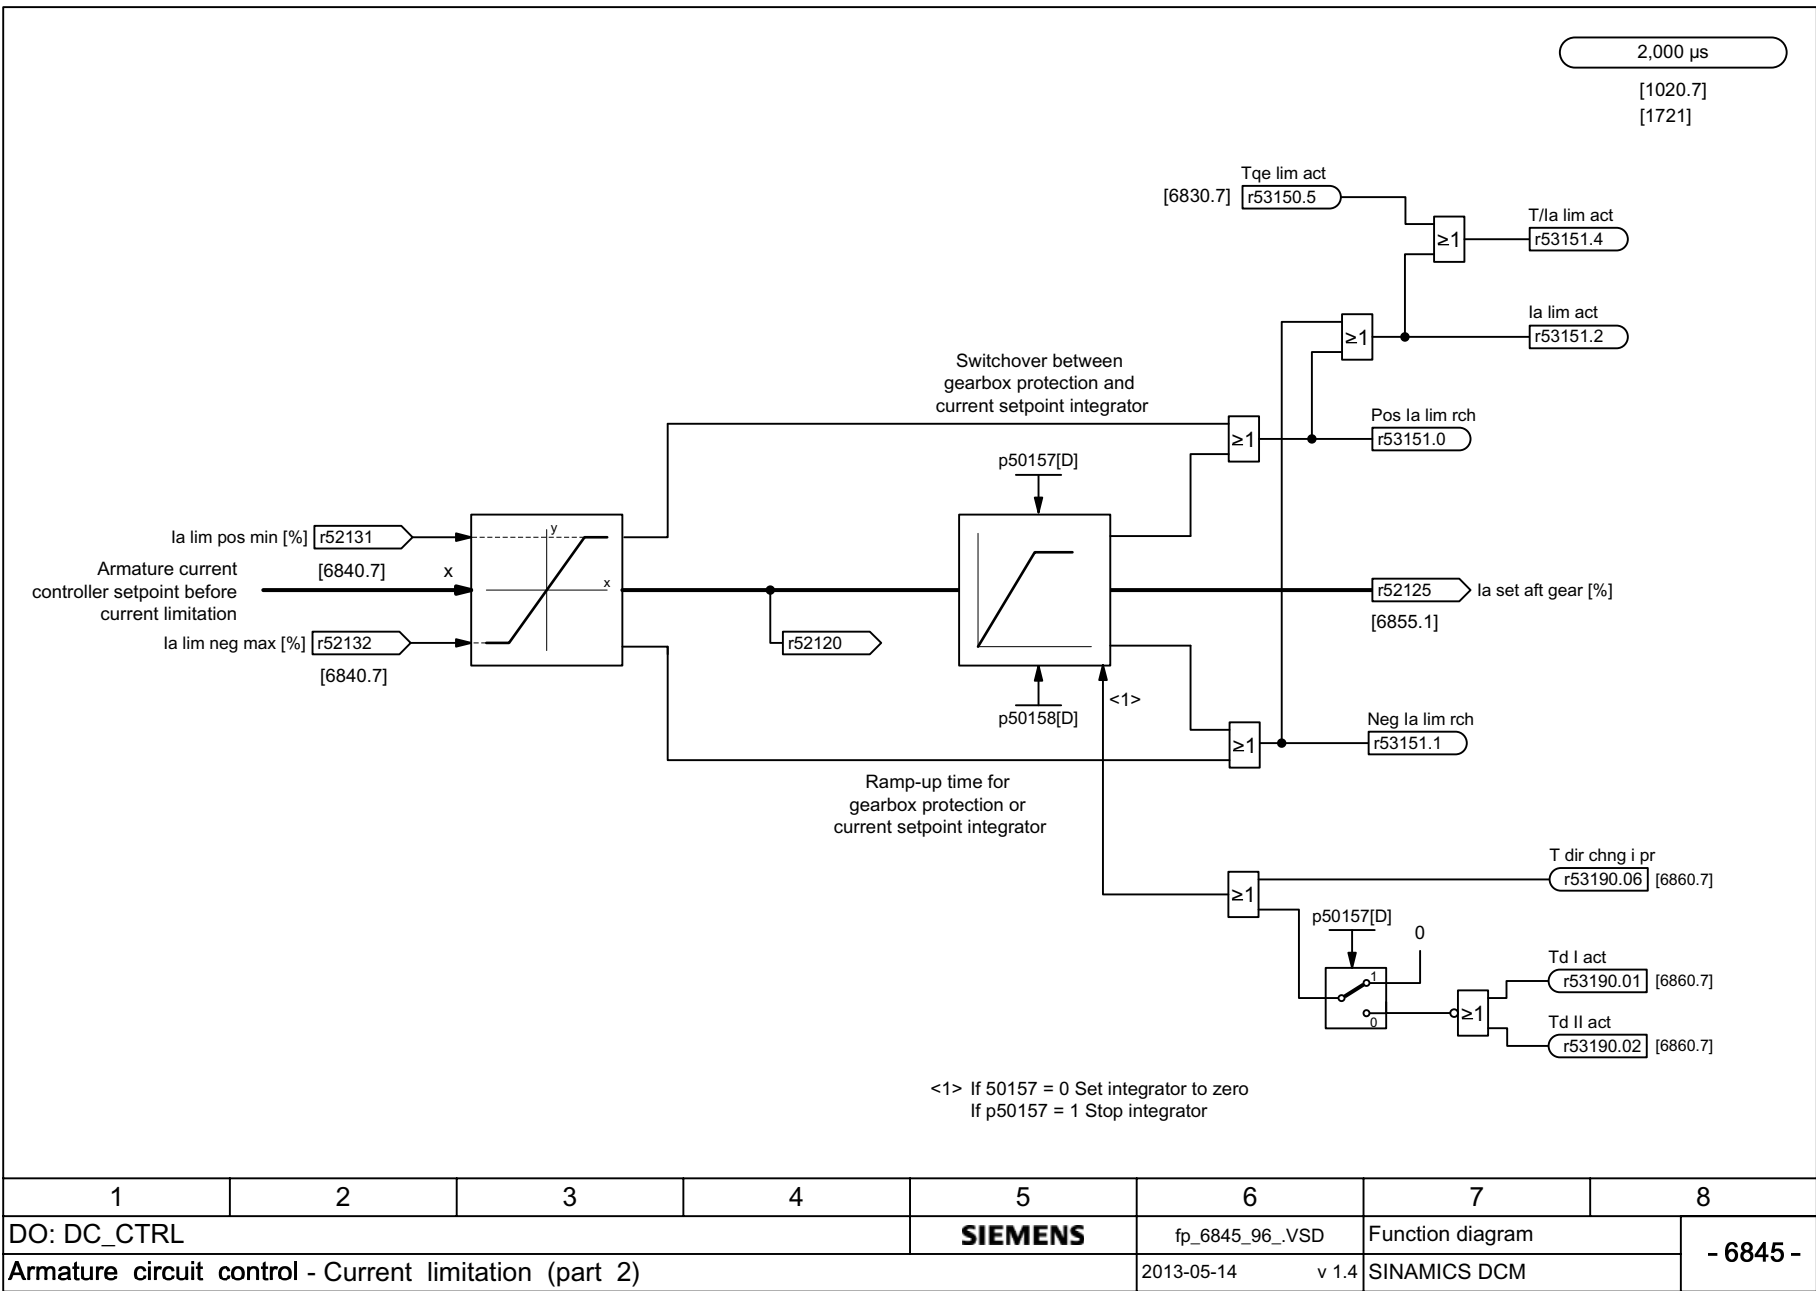 2,000 µs
[1020.7]
[1721]
Tqe lim act
[6830.7] r53150.5
≥1
T/Ia lim act
r53151.4
≥1
Ia lim act
r53151.2
Switchover between
gearbox protection and
current setpoint integrator
≥1
Pos Ia lim rch
r53151.0
p50157[D]
Ia lim pos min [%] r52131
[6840.7]
y
x
Armature current
controller setpoint before
current limitation
x
Ia lim neg max [%] r52132
[6840.7]
r52120
r52125 Ia set aft gear [%]
[6855.1]
<1>
p50158[D]
≥1
Neg Ia lim rch
r53151.1
Ramp-up time for
gearbox protection or
current setpoint integrator
≥1
T dir chng i pr
r53190.06 [6860.7]
p50157[D]
0
1
0
≥1
Td I act
r53190.01 [6860.7]
Td II act
r53190.02 [6860.7]
<1> If 50157 = 0 Set integrator to zero
If p50157 = 1 Stop integrator
1 2 3 4 5 6 7 8
DO: DC_CTRL SIEMENS fp_6845_96_.VSD Function diagram
- 6845 -
Armature circuit control - Current limitation (part 2) 2013-05-14 v 1.4 SINAMICS DCM